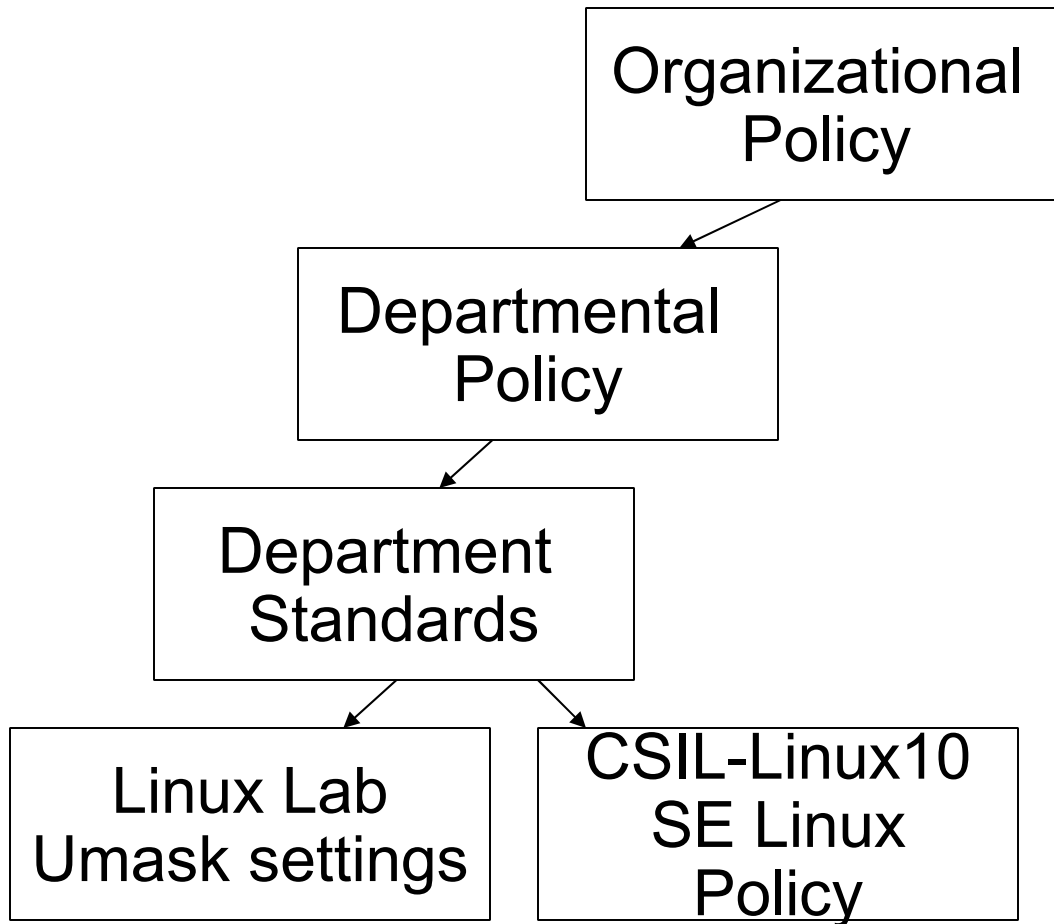 Organizational
Policy
Departmental
Policy
Department
Standards
Linux Lab
Umask settings
CSIL-Linux10
SE Linux
Policy